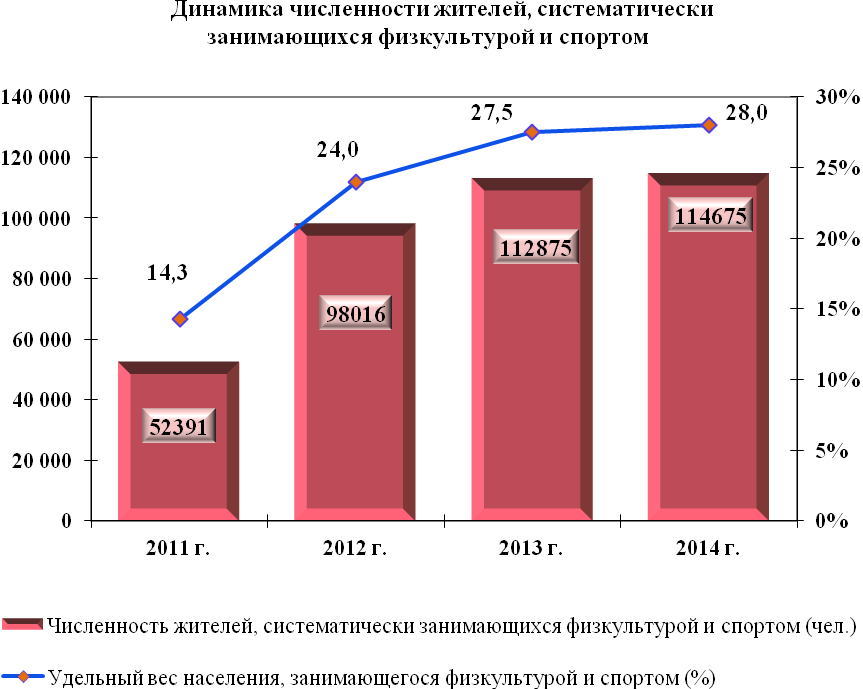 Динамика численности жителей, систематически
занимающихся физкультурой и спортом
140 000
120 000
100 000
80 000
60 000
40 000
20 000
0
30%
25%
20%
15%
10%
5%
0%
14,3
24,0
27,5
28,0
52391
98016
112875
114675
2011 г.
2012 г.
2013 г.
2014 г.
Численность жителей, систематически занимающихся физкультурой и спортом (чел.)
Удельный вес населения, занимающегося физкультурой и спортом (%)